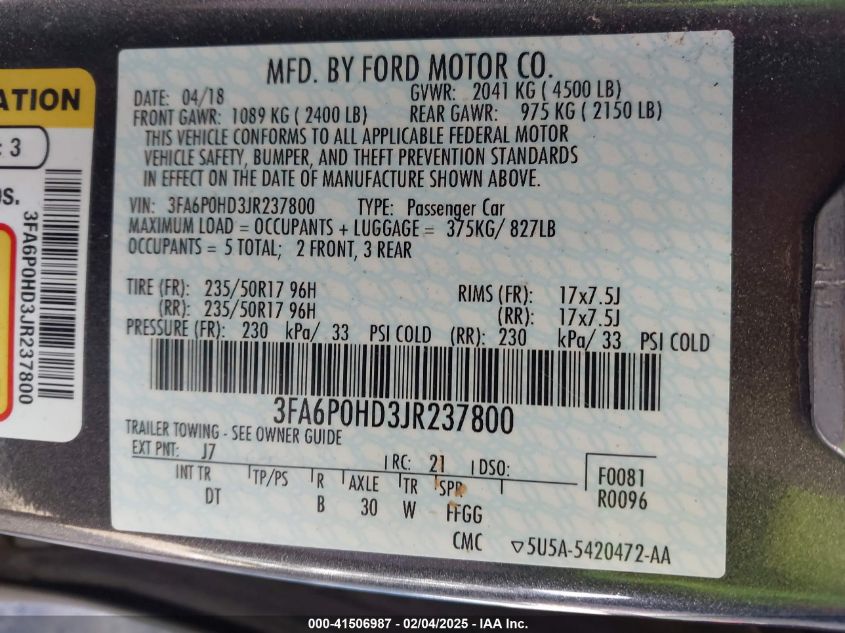 MFD. BY FORD MOTOR CO.
DATE: 04/18 GVWR: 2041 KG ( 4500 LB)
FRONT GAWR: 1089 KG ( 2400 LB) REAR GAWR: 975 KG ( 2150 LB)
THIS VEHICLE CONFORMS TO ALL APPLICABLE FEDERAL MOTOR
VEHICLE SAFETY, BUMPER, AND THEFT PREVENTION STANDARDS
IN EFFECT ON THE DATE OF MANUFACTURE SHOWN ABOVE.
VIN: 3FA6P0HD3JR237800 TYPE: Passenger Car
MAXIMUM LOAD = OCCUPANTS + LUGGAGE = 375KG/ 827LB
OCCUPANTS = 5 TOTAL; 2 FRONT, 3 REAR
TIRE (FR): 235/50R17 96H RIMS (FR): 17x7.5J
(RR): 235/50R17 96H (RR): 17x7.5J
PRESSURE (FR): 230 kPa/ 33 PSI COLD (RR): 230 kPa/ 33 PSI COLD
3FA6P0HD3JR237800
TRAILER TOWING - SEE OWNER GUIDE
EXT PNT: J7 RC: 21 DSO:
INT TR TP/PS R AXLE TR SPR
DT B 30 W FFGG
F0081
R0096
CMC ▽5U5A-5420472-AA
ATION
: 3
OS.
3FA6P0HD3JR237800
000-41506987 - 02/04/2025 - IAA Inc.